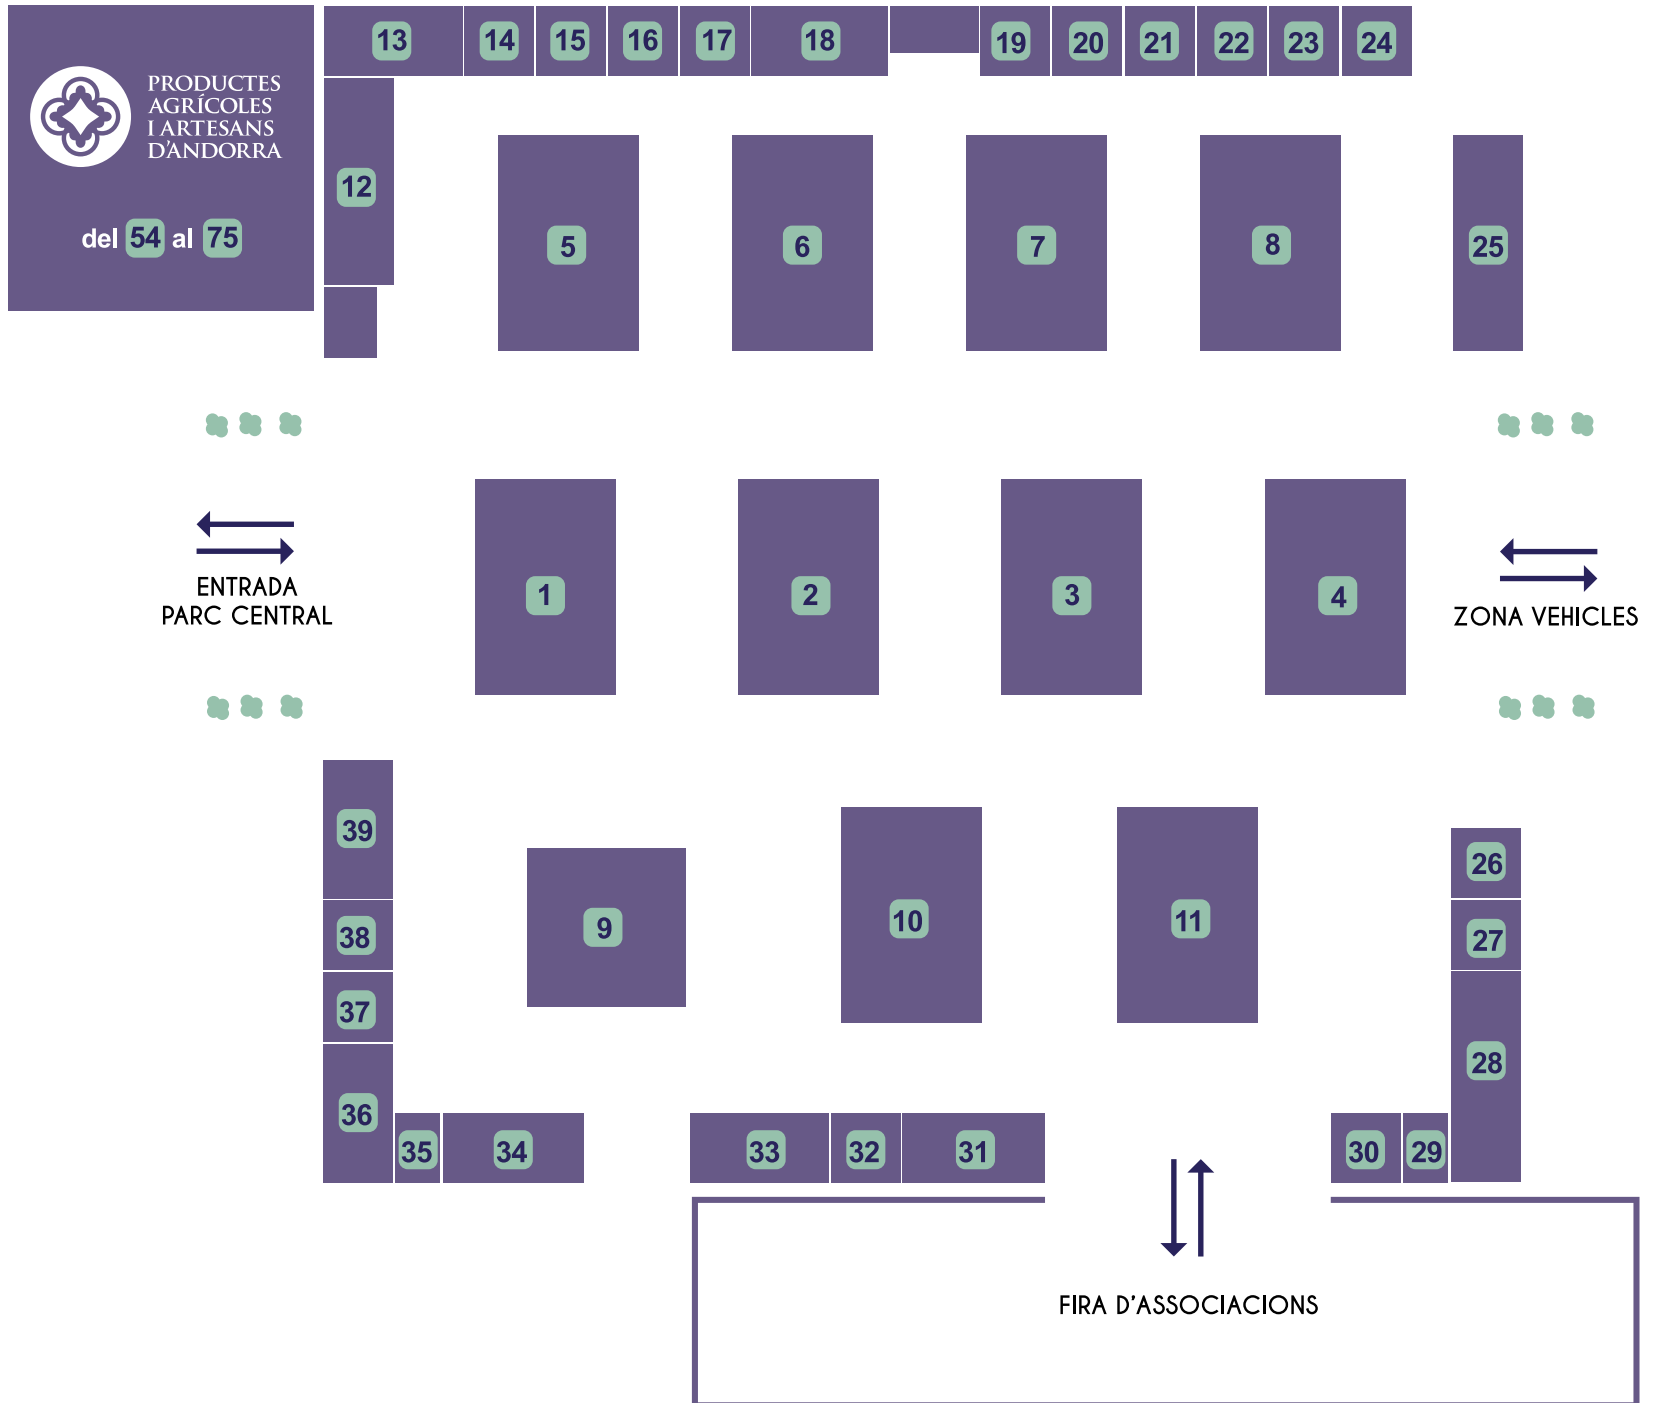 PRODUCTES
AGRÍCOLES
I ARTESANS
D'ANDORRA
del 54 al 75
13 14 15 16 17 18 19 20 21 22 23 24
12
5 6 7 8 25
ENTRADA
PARC CENTRAL
1 2 3 4
ZONA VEHICLES
39
38
37
36
35 34
9 10 11
33 32 31
26
27
28
30 29
FIRA D'ASSOCIACIONS